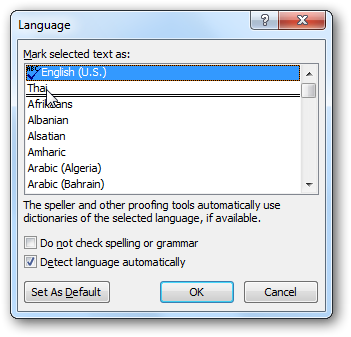 Language
Mark selected text as:
ABC English (U.S.)
Thai
Afrikaans
Albanian
Alsatian
Amharic
Arabic (Algeria)
Arabic (Bahrain)
The speller and other proofing tools automatically use
dictionaries of the selected language, if available.
Do not check spelling or grammar
Detect language automatically
Set As Default OK Cancel